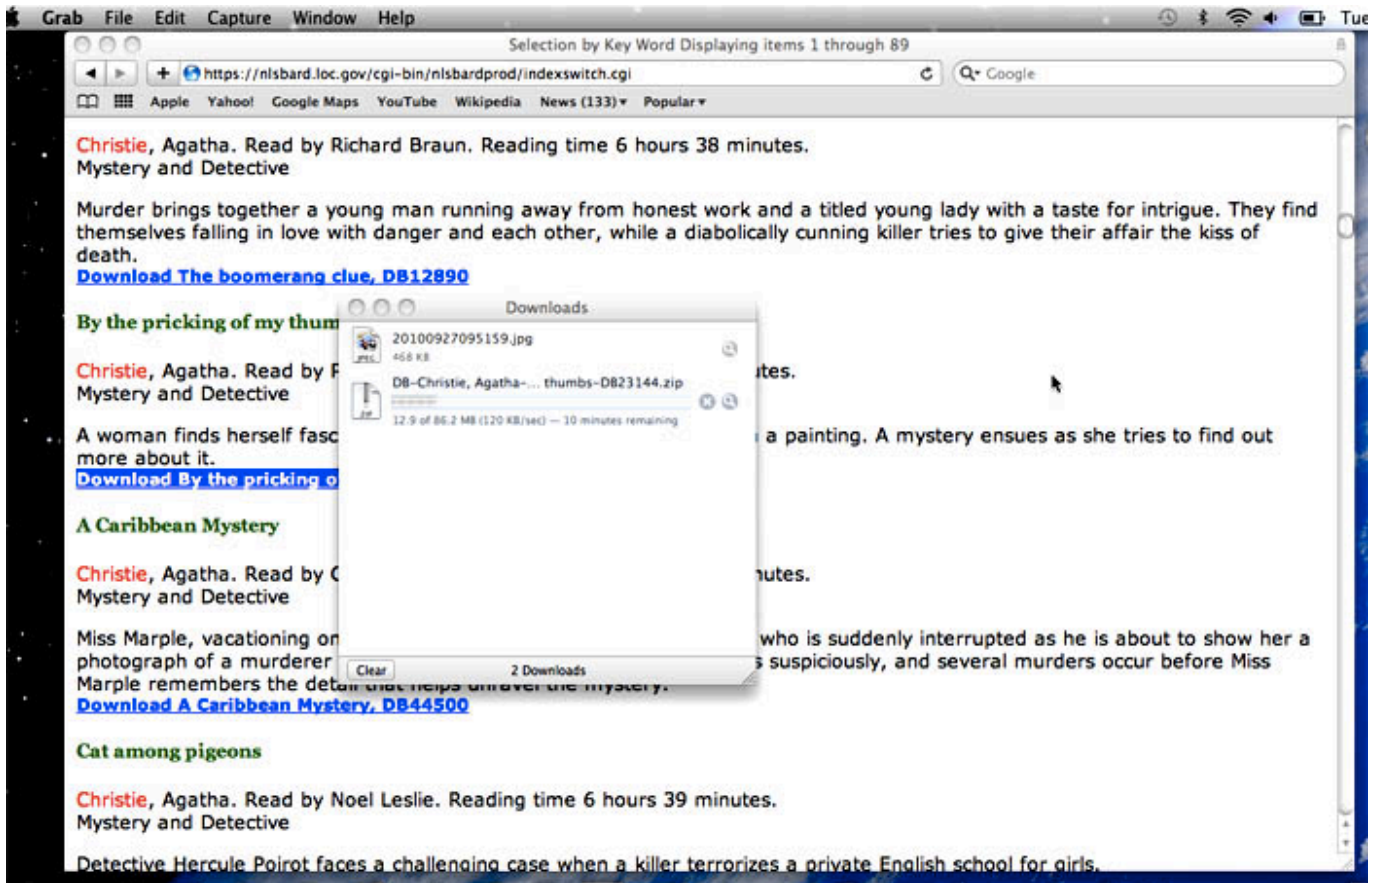 Grab File Edit Capture Window Help Tue
Selection by Key Word Displaying items 1 through 89
https://nlsbard.loc.gov/cgi-bin/nlsbardprod/indexswitch.cgi
Google
Apple Yahoo! Google Maps YouTube Wikipedia News (133) Popular
Christie, Agatha. Read by Richard Braun. Reading time 6 hours 38 minutes.
Mystery and Detective
Murder brings together a young man running away from honest work and a titled young lady with a taste for intrigue. They find
themselves falling in love with danger and each other, while a diabolically cunning killer tries to give their affair the kiss of
death.
Download The boomerang clue, DB12890
By the pricking of my thum
Christie, Agatha. Read by
Mystery and Detective
A woman finds herself fasc a painting. A mystery ensues as she tries to find out
more about it.
Download By the pricking o
Downloads
20100927095159.jpg
JPEG
468 KB
DB-Christie, Agatha-... thumbs-DB23144.zip
ZIP
12.9 of 86.2 MB (120 KB/sec) — 10 minutes remaining
Clear
2 Downloads
A Caribbean Mystery
Christie, Agatha. Read by
Mystery and Detective
Miss Marple, vacationing on who is suddenly interrupted as he is about to show her a
photograph of a murderer s suspiciously, and several murders occur before Miss
Marple remembers the detail that helps unravel the mystery.
Download A Caribbean Mystery, DB44500
Cat among pigeons
Christie, Agatha. Read by Noel Leslie. Reading time 6 hours 39 minutes.
Mystery and Detective
Detective Hercule Poirot faces a challenging case when a killer terrorizes a private English school for girls.